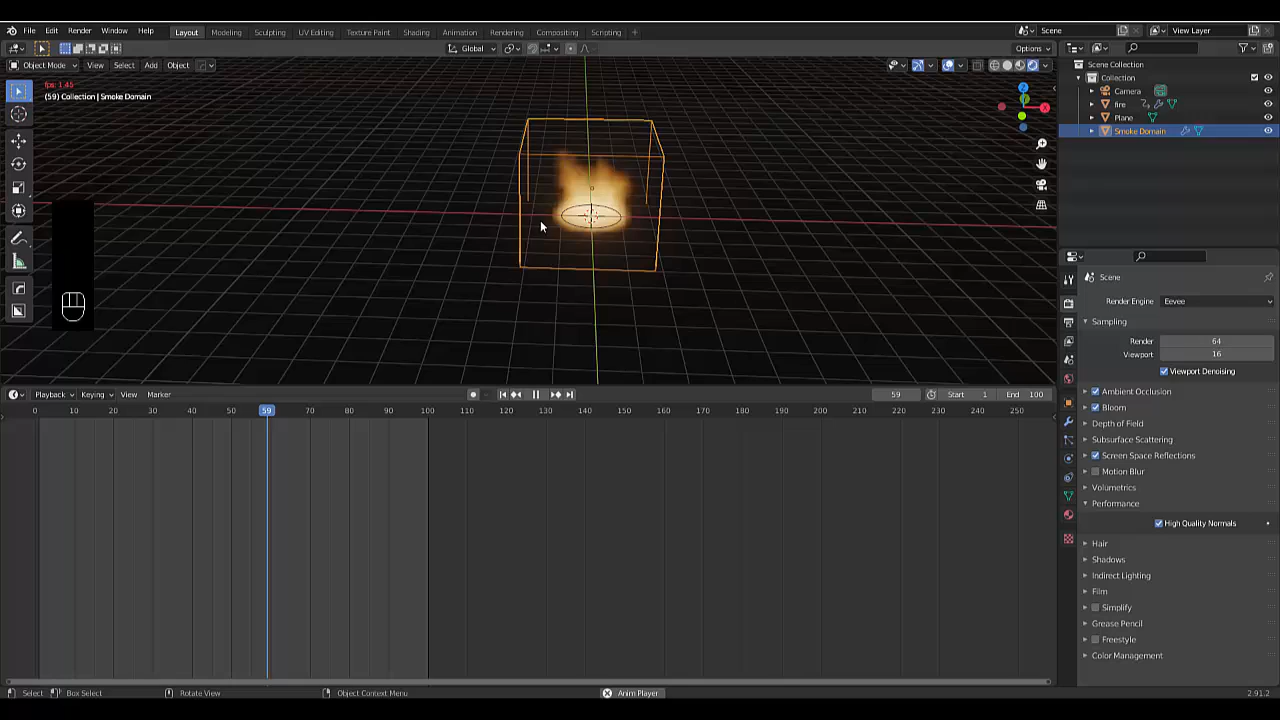 File Edit Render Window Help Layout Modeling Sculpting UV Editing Texture Paint Shading Animation Rendering Compositing Scripting + Scene View Layer
Global Options
Object Mode View Select Add Object
fps: 1.45
(59) Collection | Smoke Domain
Scene Collection
Collection
Camera
fire
Plane
Smoke Domain
X
Z
Scene
Render Engine Eevee
Sampling
Render 64
Viewport 16
Viewport Denoising
Ambient Occlusion
Bloom
Depth of Field
Subsurface Scattering
Screen Space Reflections
Motion Blur
Volumetrics
Performance
High Quality Normals
Hair
Shadows
Indirect Lighting
Film
Simplify
Grease Pencil
Freestyle
Color Management
Playback Keying View Marker 59 Start 1 End 100
0 10 20 30 40 50 59 70 80 90 100 110 120 130 140 150 160 170 180 190 200 210 220 230 240 250
Select Box Select Rotate View Object Context Menu Anim Player 2.91.2